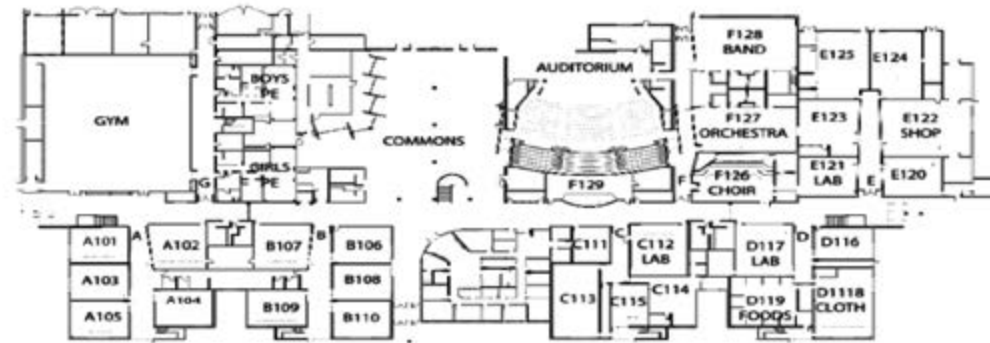 F128
BAND
E125
E124
AUDITORIUM
BOYS
PE
GYM
COMMONS
F127
ORCHESTRA
E123
E122
SHOP
GIRLS
PE
G
F129
F
F126
CHOIR
E121
LAB
E
E120
A101
A
A102
B107
B
B106
C111
C
C112
LAB
D117
LAB
D
D116
A103
B108
A104
B109
C113
C115
C114
D119
FOODS
D1118
CLOTH
A105
B110